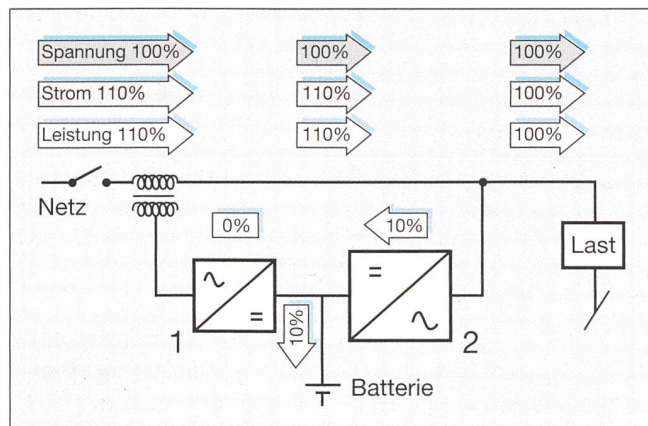 Spannung 100% 100% 100%
Strom 110% 110% 100%
Leistung 110% 110% 100%
Netz
0% 10%
Last
1 10% 2
Batterie